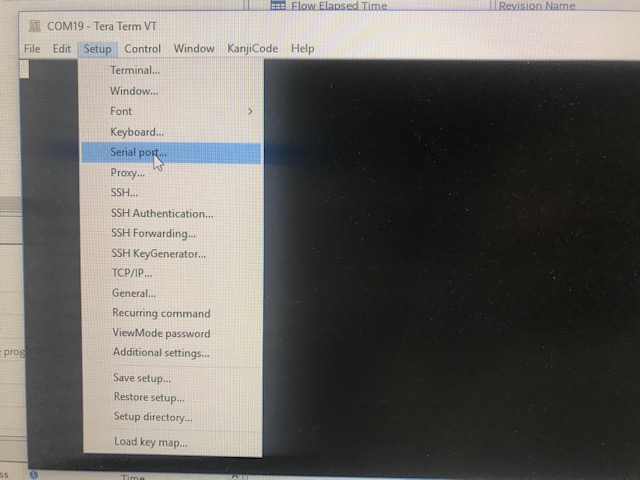 Flow Elapsed Time
Revision Name
COM19 - Tera Term VT
File Edit Setup Control Window KanjiCode Help
Terminal...
Window...
Font
Keyboard...
Serial port...
Proxy...
SSH...
SSH Authentication...
SSH Forwarding...
SSH KeyGenerator...
TCP/IP...
General...
Recurring command
ViewMode password
Additional settings...
Save setup...
Restore setup...
Setup directory...
Load key map...
prog
ss
Time